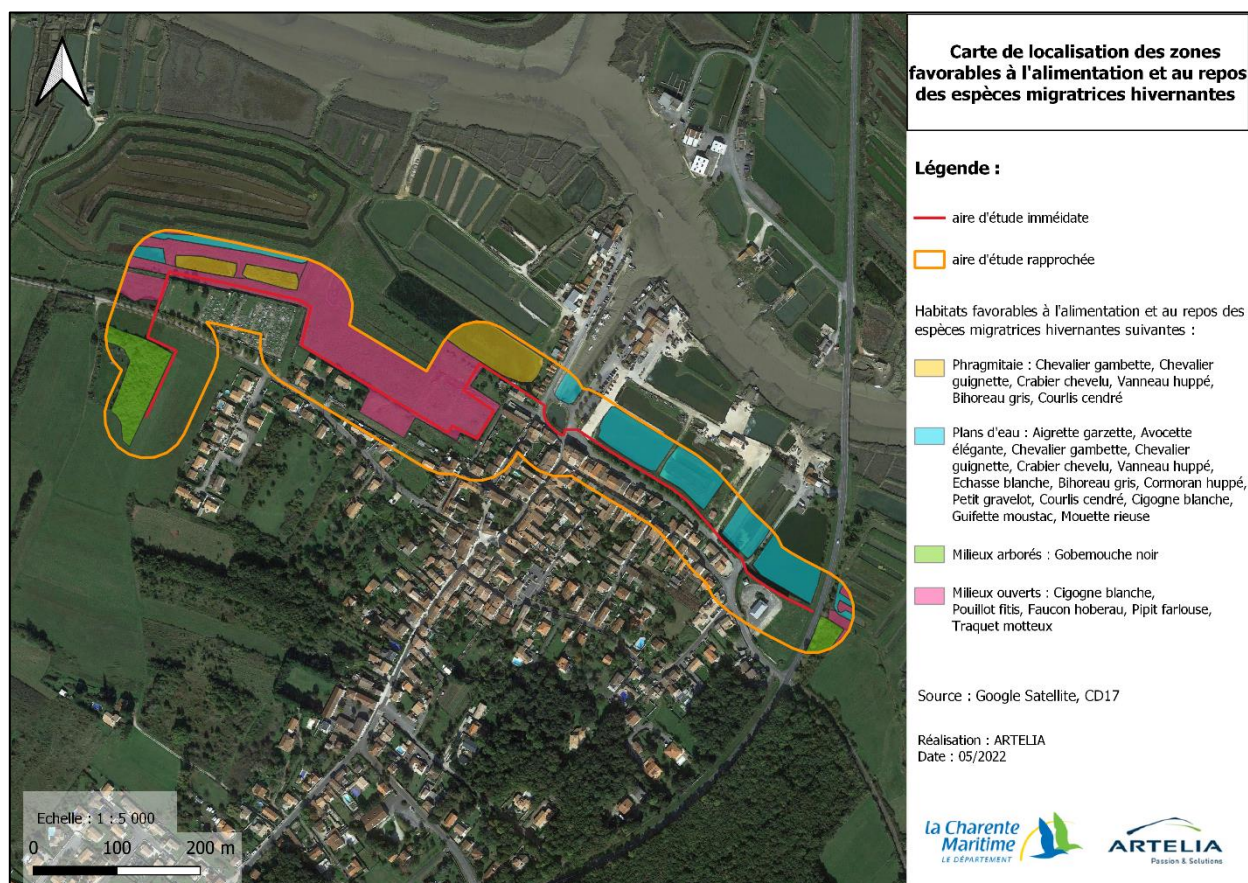 Carte de localisation des zones
favorables à l'alimentation et au repos
des espèces migratrices hivernantes
Légende :
aire d'étude imméidate
aire d'étude rapprochée
Habitats favorables à l'alimentation et au repos des
espèces migratrices hivernantes suivantes :
Phragmitaie : Chevalier gambette, Chevalier
guignette, Crabier chevelu, Vanneau huppé,
Bihoreau gris, Courlis cendré
Plans d'eau : Aigrette garzette, Avocette
élégante, Chevalier gambette, Chevalier
guignette, Crabier chevelu, Vanneau huppé,
Echasse blanche, Bihoreau gris, Cormoran huppé,
Petit gravelot, Courlis cendré, Cigogne blanche,
Guifette moustac, Mouette rieuse
Milieux arborés : Gobemouche noir
Milieux ouverts : Cigogne blanche,
Pouillot fitis, Faucon hoberau, Pipit farlouse,
Traquet motteux
Source : Google Satellite, CD17
Réalisation : ARTELIA
Date : 05/2022
la Charente
Maritime
LE DÉPARTEMENT
ARTELIA
Passion & Solutions
Echelle : 1 : 5 000
0 100 200 m